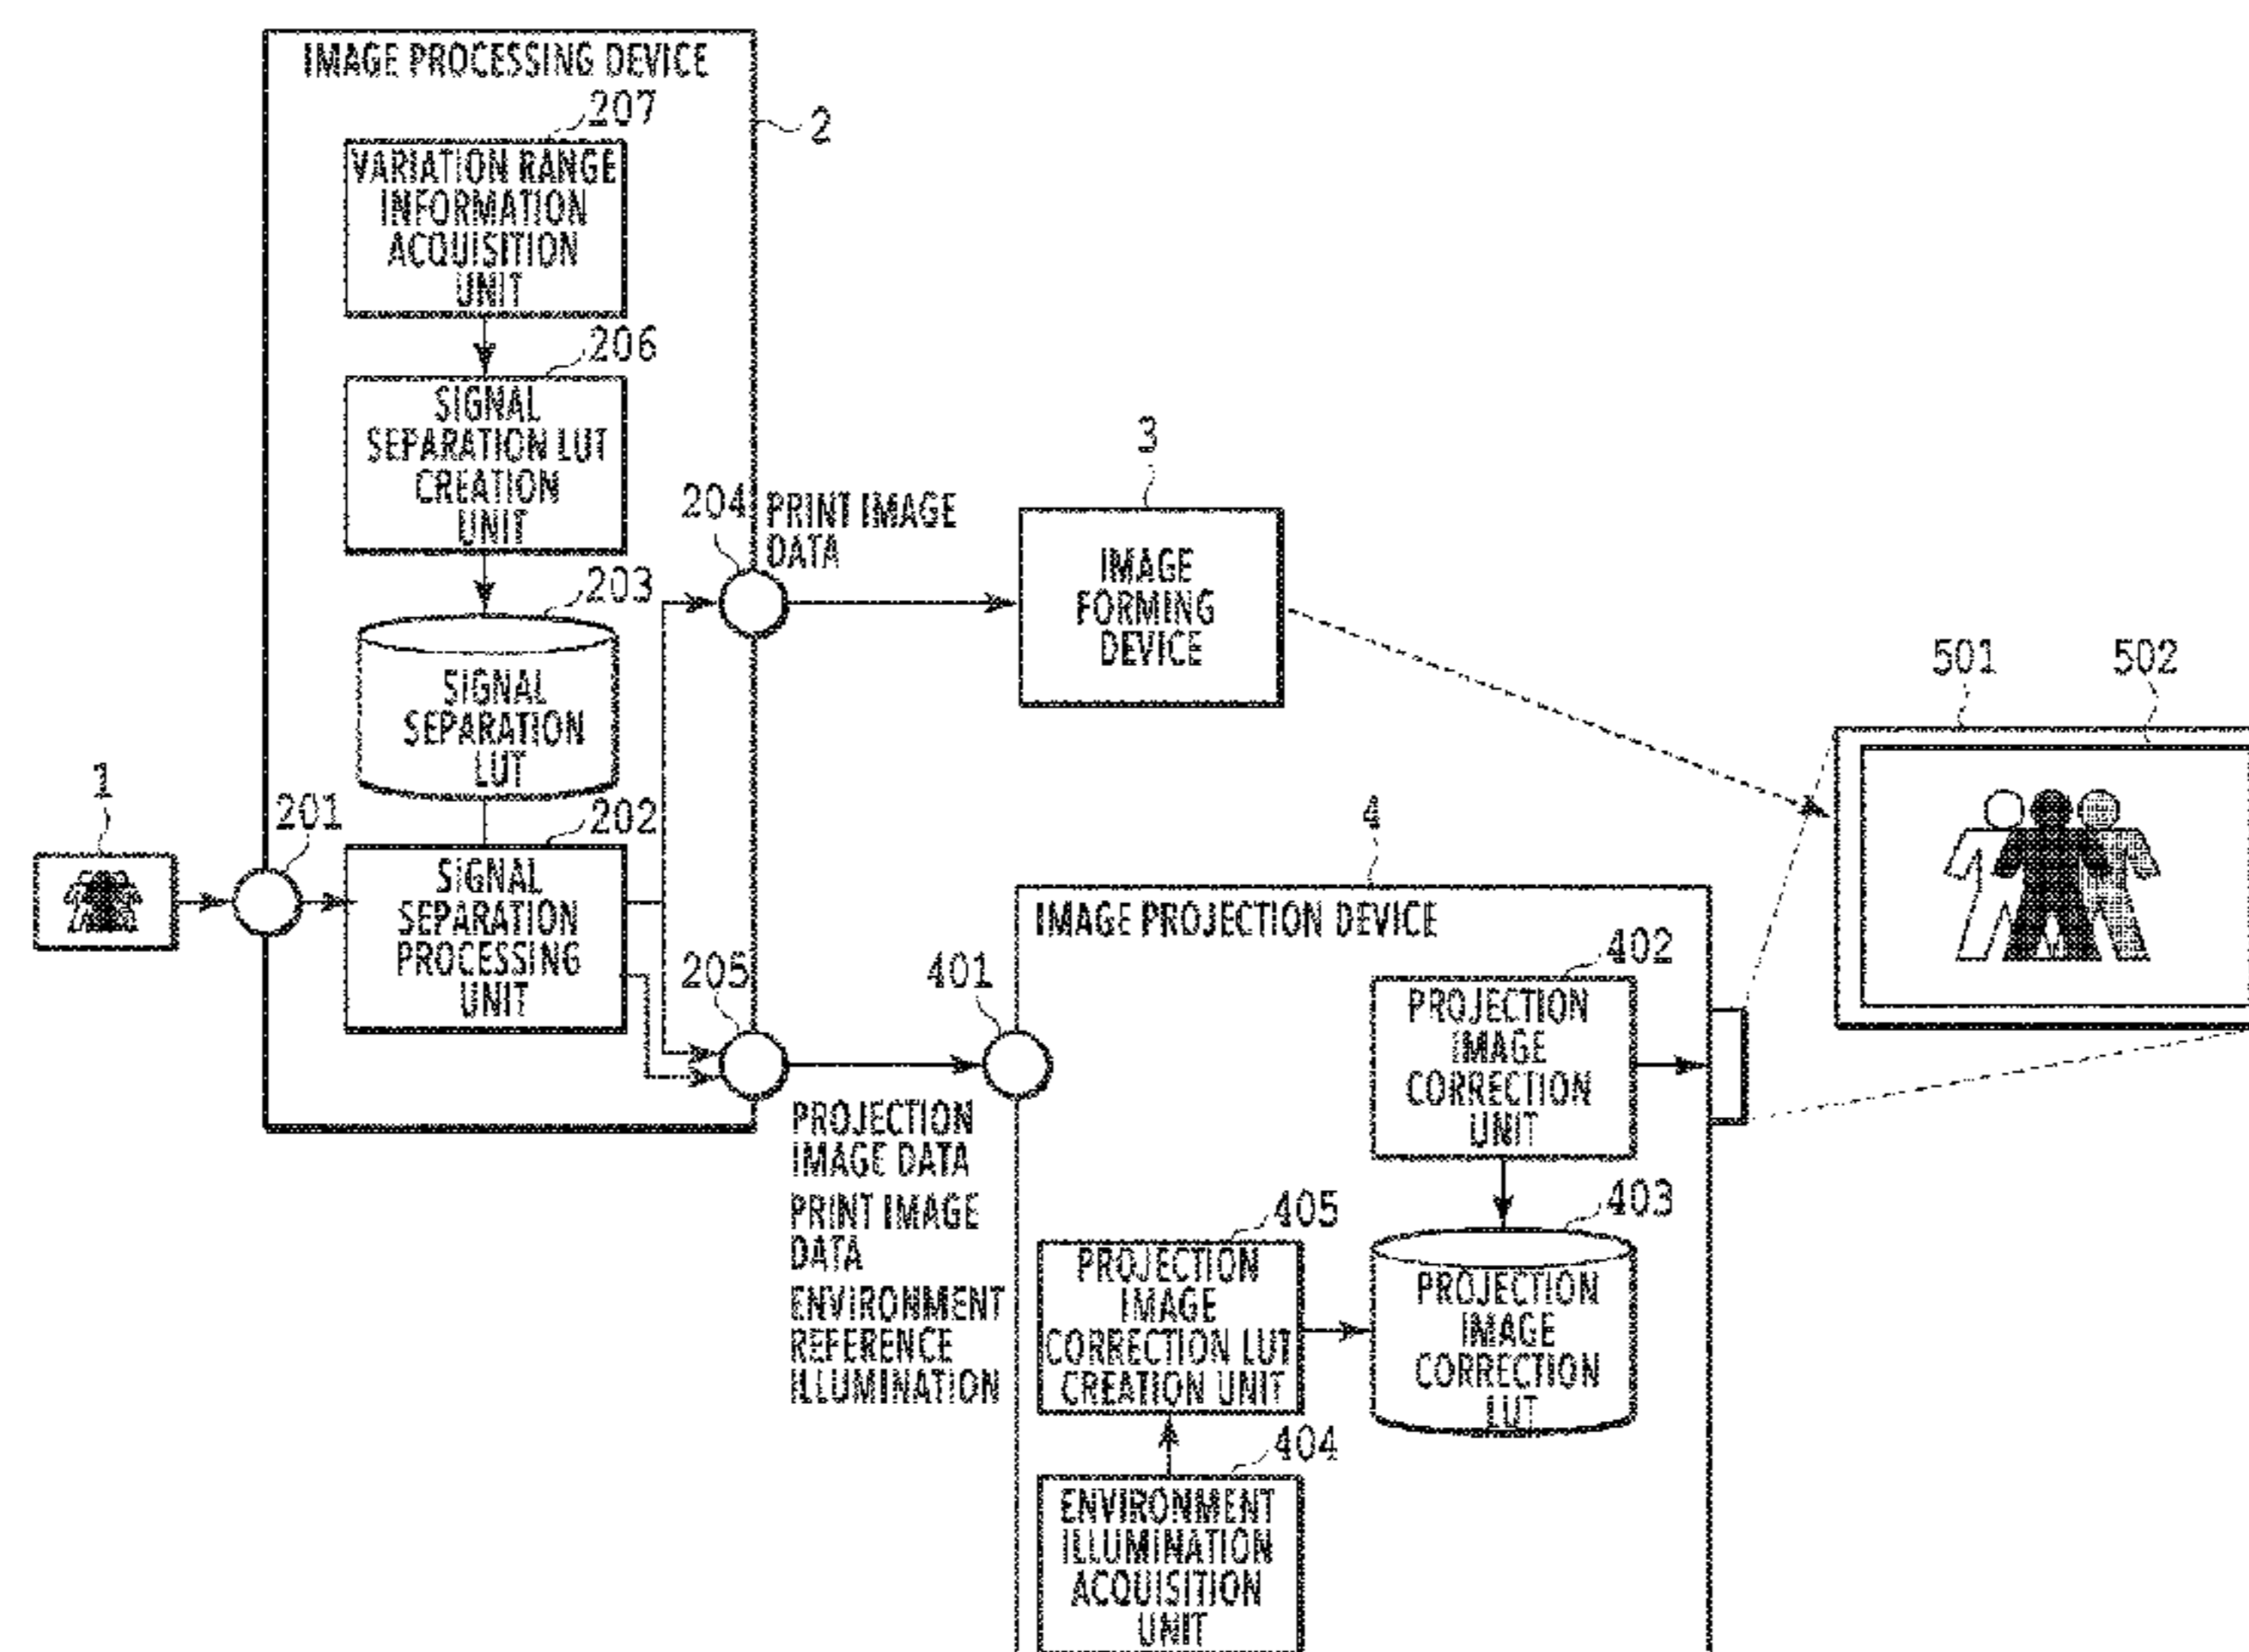 IMAGE PROCESSING DEVICE
207
2
VARIATION RANGE
INFORMATION
ACQUISITION
UNIT
206
SIGNAL
SEPARATION LUT
CREATION
UNIT
203
SIGNAL
SEPARATION
LUT
202
SIGNAL
SEPARATION
PROCESSING
UNIT
1
201
204
PRINT IMAGE
DATA
3
IMAGE
FORMING
DEVICE
501
502
205
PROJECTION
IMAGE DATA
PRINT IMAGE
DATA
ENVIRONMENT
REFERENCE
ILLUMINATION
401
4
IMAGE PROJECTION DEVICE
402
PROJECTION
IMAGE
CORRECTION
UNIT
403
PROJECTION
IMAGE
CORRECTION
LUT
405
PROJECTION
IMAGE
CORRECTION LUT
CREATION UNIT
404
ENVIRONMENT
ILLUMINATION
ACQUISITION
UNIT